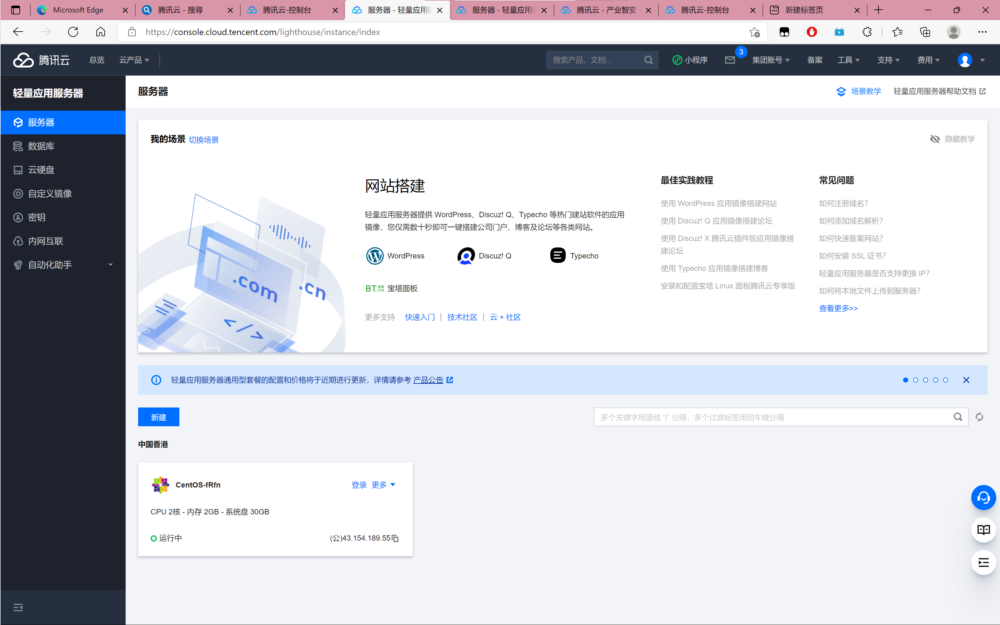 Microsoft Edge
腾讯云 - 搜尋
腾讯云-控制台
服务器 - 轻量应用服
服务器 - 轻量应用服
腾讯云 - 产业智变
腾讯云-控制台
新建标签页
https://console.cloud.tencent.com/lighthouse/instance/index
腾讯云
总览
云产品
搜索产品、文档...
小程序
3
集团账号
备案
工具
支持
费用
轻量应用服务器
服务器
数据库
云硬盘
自定义镜像
密钥
内网互联
自动化助手
服务器
场景教学
轻量应用服务器帮助文档
我的场景 切换场景
隐藏教学
.com
.cn
</>
网站搭建
轻量应用服务器提供 WordPress、Discuz! Q、Typecho 等热门建站软件的应用
镜像，您仅需数十秒即可一键搭建公司门户、博客及论坛等各类网站。
WordPress
Discuz! Q
Typecho
BT.宝塔CN 宝塔面板
更多支持 快速入门 | 技术社区 | 云 + 社区
最佳实践教程
使用 WordPress 应用镜像搭建网站
使用 Discuz! Q 应用镜像搭建论坛
使用 Discuz! X 腾讯云插件版应用镜像搭
建论坛
使用 Typecho 应用镜像搭建博客
安装和配置宝塔 Linux 面板腾讯云专享版
常见问题
如何注册域名？
如何添加域名解析？
如何快速备案网站？
如何安装 SSL 证书？
轻量应用服务器是否支持更换 IP？
如何将本地文件上传到服务器？
查看更多>>
轻量应用服务器通用型套餐的配置和价格将于近期进行更新，详情请参考 产品公告
新建
多个关键字用竖线 “|” 分隔，多个过滤标签用回车键分隔
中国香港
CentOS-fRfn
登录 更多
CPU 2核 - 内存 2GB - 系统盘 30GB
运行中
(公)43.154.189.55